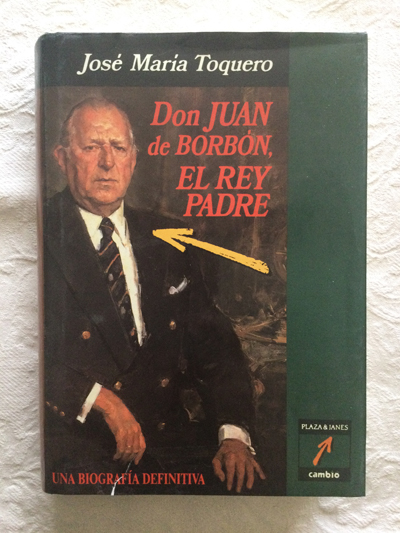 José María Toquero
Don JUAN
de BORBÓN,
EL REY
PADRE
PLAZA & JANES
cambio
UNA BIOGRAFÍA DEFINITIVA